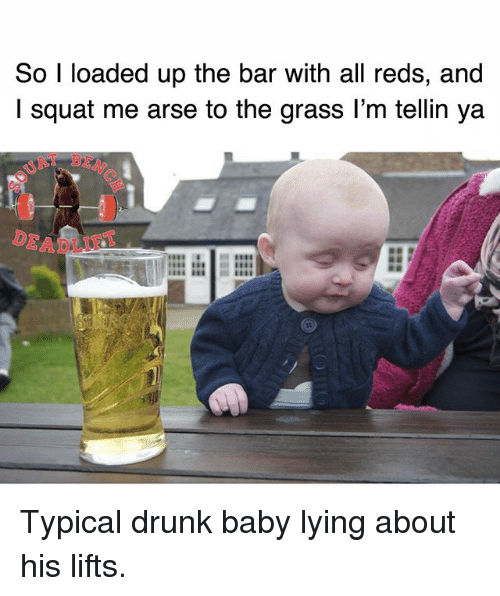 So I loaded up the bar with all reds, and
I squat me arse to the grass I'm tellin ya
SQUAT BENCH
DEADLIFT
Typical drunk baby lying about
his lifts.